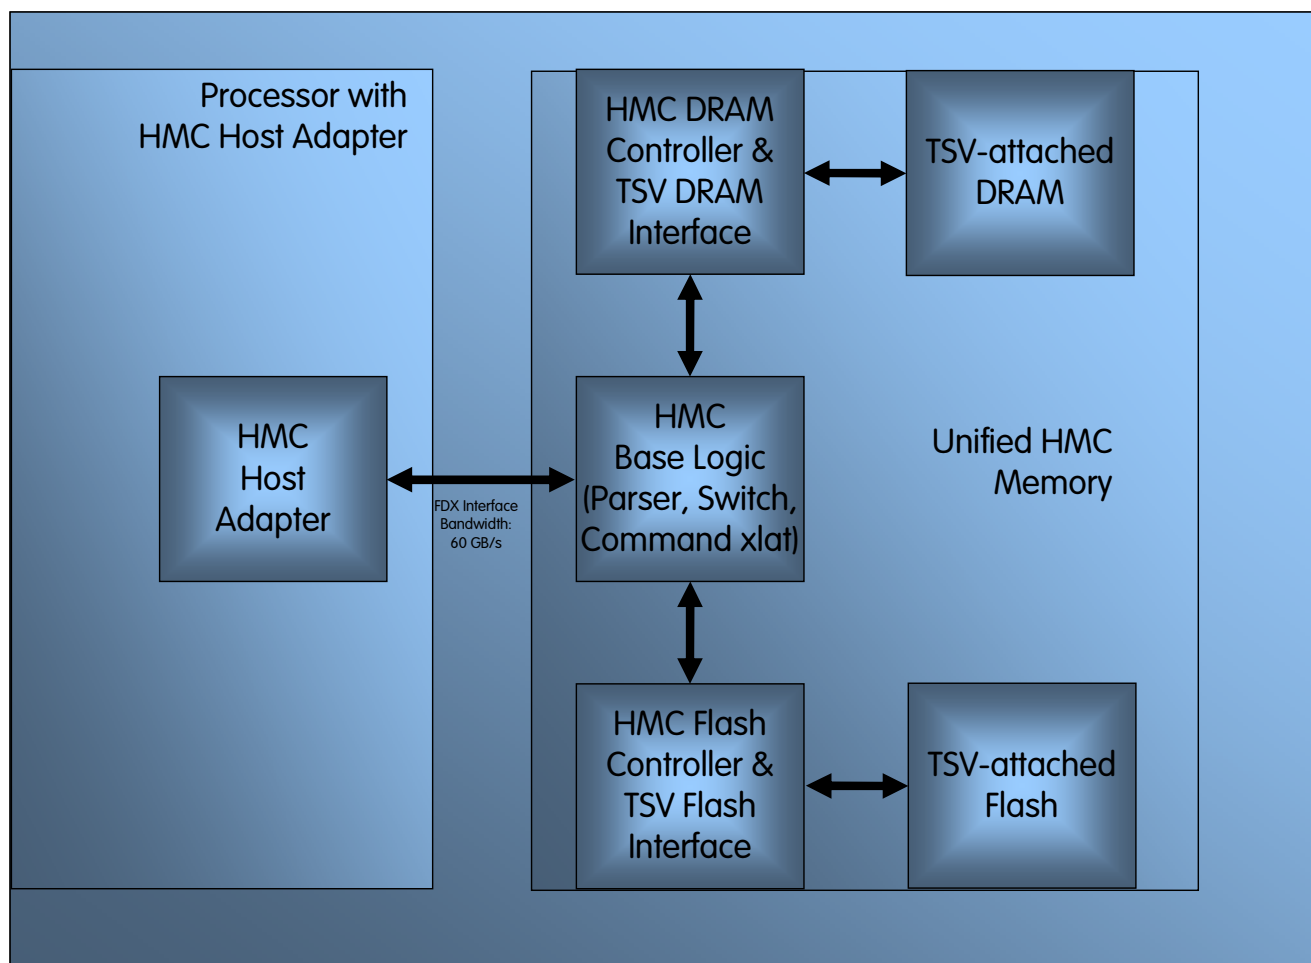 Processor with
HMC Host Adapter
HMC DRAM
Controller &
TSV DRAM
Interface
TSV-attached
DRAM
HMC
Host
Adapter
FDX Interface
Bandwidth:
60 GB/s
HMC
Base Logic
(Parser, Switch,
Command xlat)
Unified HMC
Memory
HMC Flash
Controller &
TSV Flash
Interface
TSV-attached
Flash